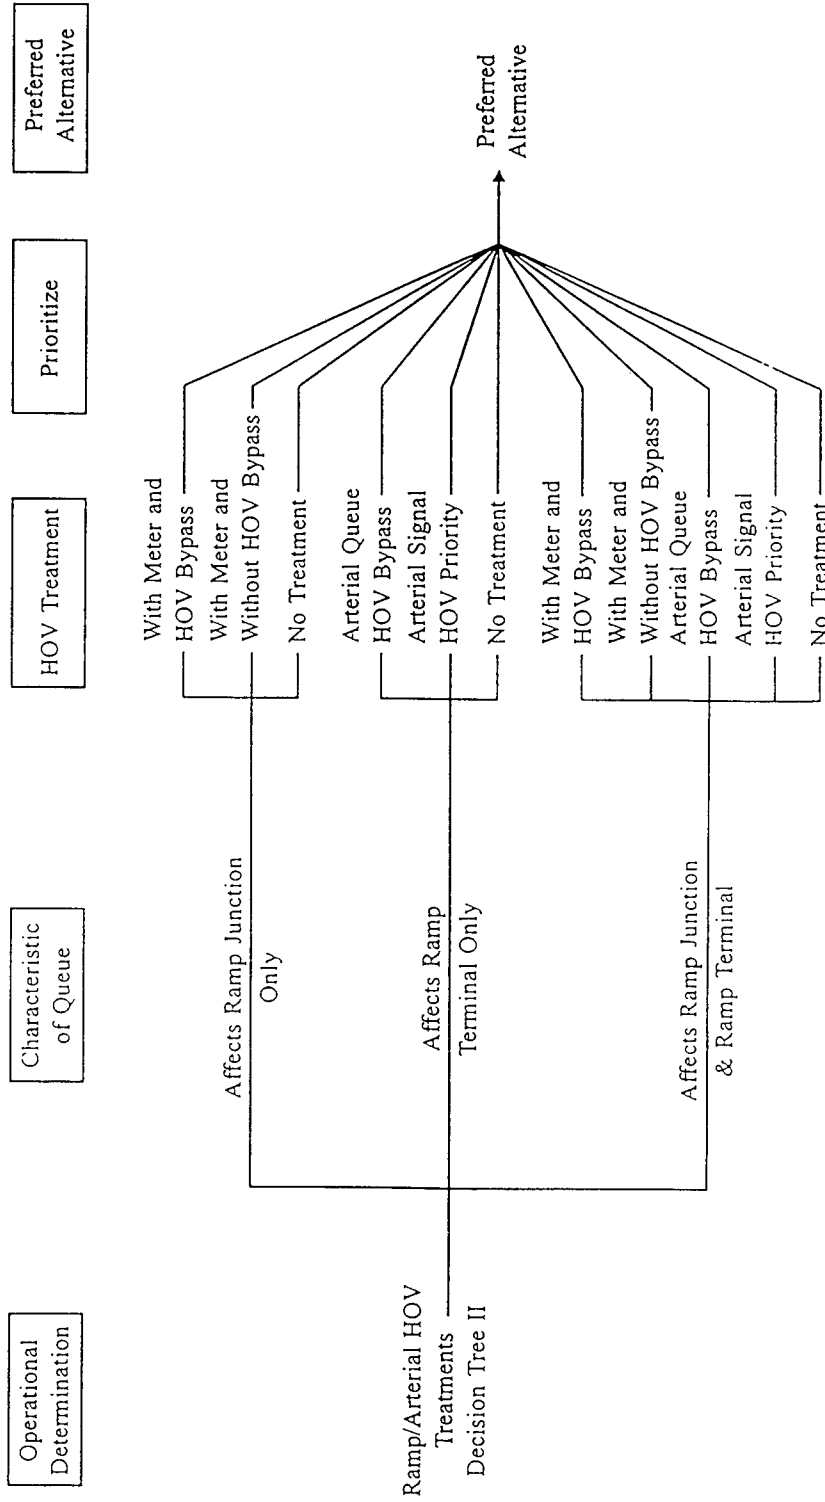 Operational
Determination
Characteristic
of Queue
HOV Treatment
Prioritize
Preferred
Alternative
Ramp/Arterial HOV
Treatments
Decision Tree II
Affects Ramp Junction
Only
With Meter and
HOV Bypass
With Meter and
Without HOV Bypass
No Treatment
Affects Ramp
Terminal Only
Arterial Queue
HOV Bypass
Arterial Signal
HOV Priority
No Treatment
Affects Ramp Junction
& Ramp Terminal
With Meter and
HOV Bypass
With Meter and
Without HOV Bypass
Arterial Queue
HOV Bypass
Arterial Signal
HOV Priority
No Treatment
Preferred
Alternative